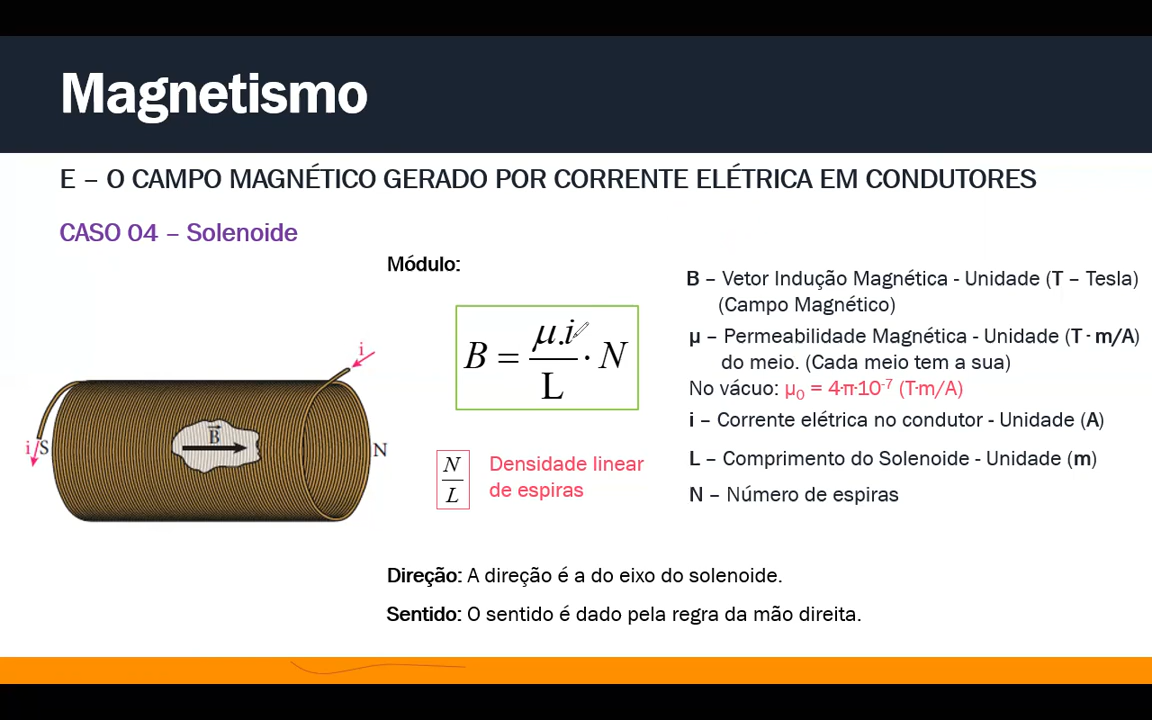 Magnetismo
E – O CAMPO MAGNÉTICO GERADO POR CORRENTE ELÉTRICA EM CONDUTORES
CASO 04 – Solenoide
Módulo:
B = μ.i / L · N
B – Vetor Indução Magnética - Unidade (T – Tesla)
(Campo Magnético)
μ – Permeabilidade Magnética - Unidade (T · m/A)
do meio. (Cada meio tem a sua)
No vácuo: μ₀ = 4·π·10⁻⁷ (T·m/A)
i – Corrente elétrica no condutor - Unidade (A)
L – Comprimento do Solenoide - Unidade (m)
N – Número de espiras
i
B⃗
i
S
N
N / L
Densidade linear
de espiras
Direção: A direção é a do eixo do solenoide.
Sentido: O sentido é dado pela regra da mão direita.